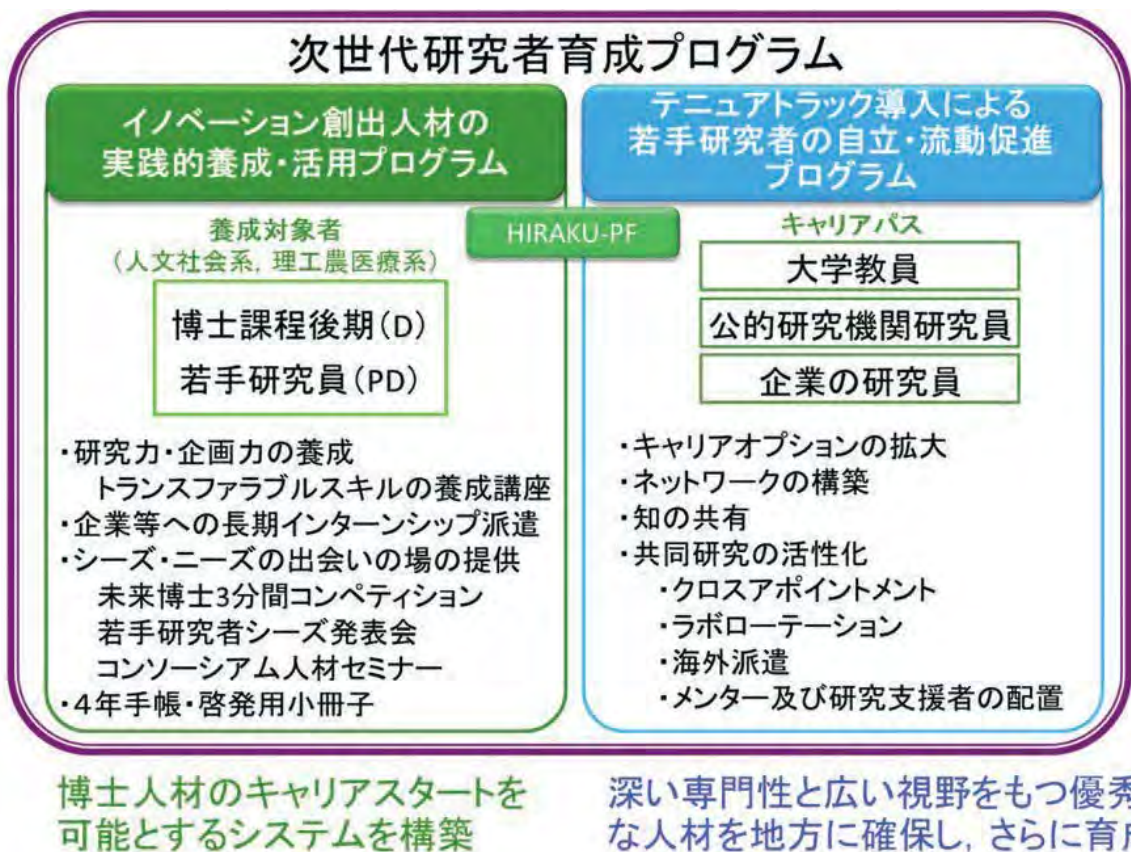 次世代研究者育成プログラム
イノベーション創出人材の
実践的養成・活用プログラム
養成対象者
(人文社会系, 理工農医療系)
博士課程後期(D)
若手研究員(PD)
・研究力・企画力の養成
トランスファラブルスキルの養成講座
・企業等への長期インターンシップ派遣
・シーズ・ニーズの出会いの場の提供
未来博士3分間コンペティション
若手研究者シーズ発表会
コンソーシアム人材セミナー
・4年手帳・啓発用小冊子
HIRAKU-PF
テニュアトラック導入による
若手研究者の自立・流動促進
プログラム
キャリアパス
大学教員
公的研究機関研究員
企業の研究員
・キャリアオプションの拡大
・ネットワークの構築
・知の共有
・共同研究の活性化
・クロスアポイントメント
・ラボローテーション
・海外派遣
・メンター及び研究支援者の配置
博士人材のキャリアスタートを
可能とするシステムを構築
深い専門性と広い視野をもつ優秀
な人材を地方に確保し, さらに育成